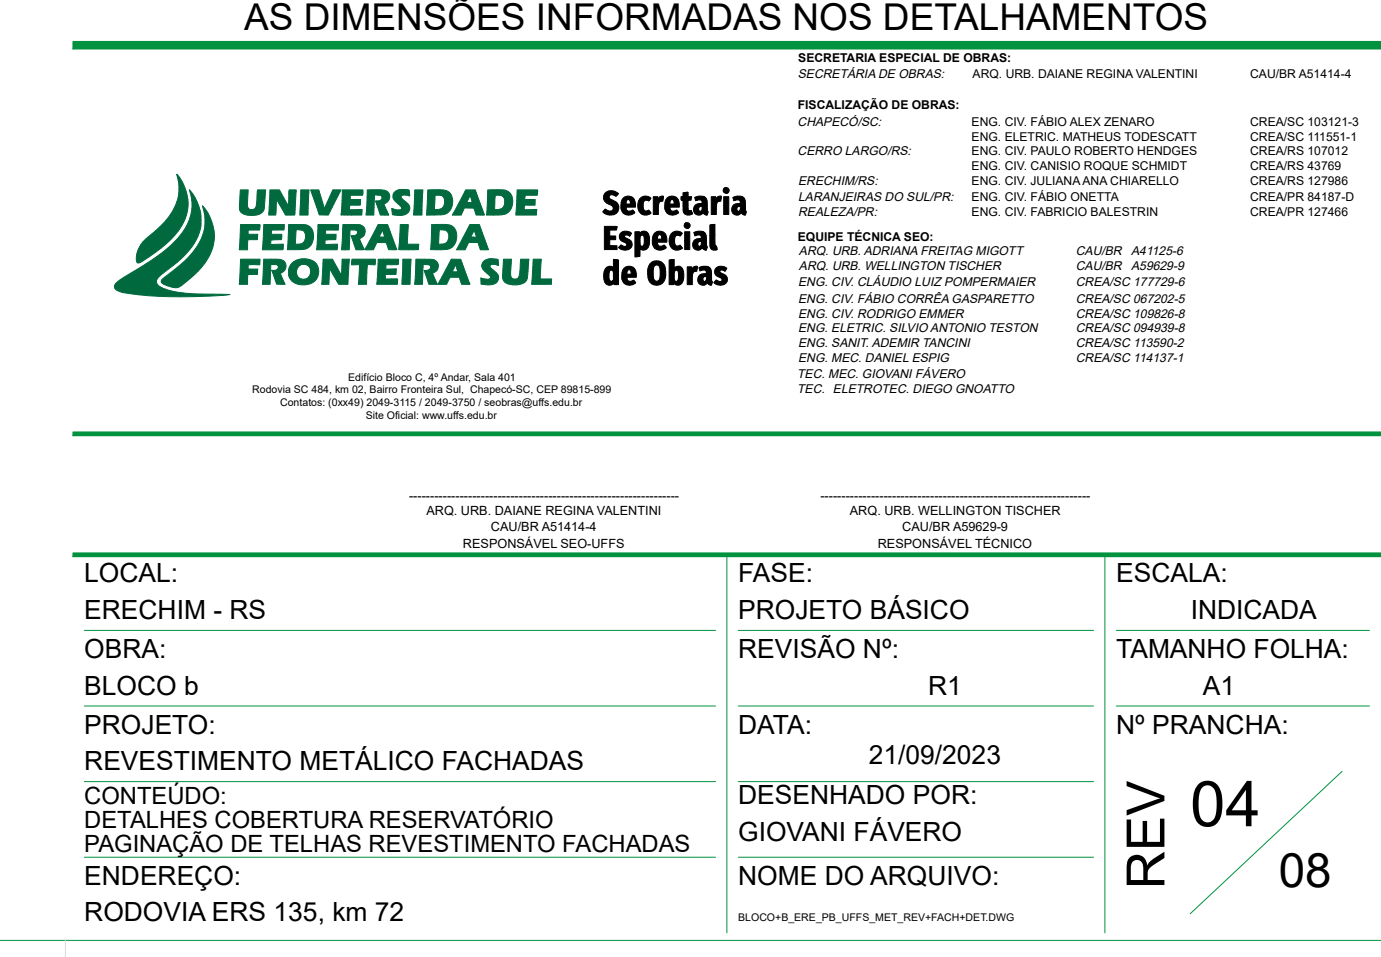 AS DIMENSÕES INFORMADAS NOS DETALHAMENTOS
UNIVERSIDADE
FEDERAL DA
FRONTEIRA SUL
Secretaria
Especial
de Obras
Edifício Bloco C, 4º Andar, Sala 401
Rodovia SC 484, km 02, Bairro Fronteira Sul, Chapecó-SC, CEP 89815-899
Contatos: (0xx49) 2049-3115 / 2049-3750 / seobras@uffs.edu.br
Site Oficial: www.uffs.edu.br
SECRETARIA ESPECIAL DE OBRAS:
SECRETÁRIA DE OBRAS: ARQ. URB. DAIANE REGINA VALENTINI CAU/BR A51414-4
FISCALIZAÇÃO DE OBRAS:
CHAPECÓ/SC: ENG. CIV. FÁBIO ALEX ZENARO CREA/SC 103121-3
ENG. ELETRIC. MATHEUS TODESCATT CREA/SC 111551-1
CERRO LARGO/RS: ENG. CIV. PAULO ROBERTO HENDGES CREA/RS 107012
ENG. CIV. CANISIO ROQUE SCHMIDT CREA/RS 43769
ERECHIM/RS: ENG. CIV. JULIANA ANA CHIARELLO CREA/RS 127986
LARANJEIRAS DO SUL/PR: ENG. CIV. FÁBIO ONETTA CREA/PR 84187-D
REALEZA/PR: ENG. CIV. FABRICIO BALESTRIN CREA/PR 127466
EQUIPE TÉCNICA SEO:
ARQ. URB. ADRIANA FREITAG MIGOTT CAU/BR A41125-6
ARQ. URB. WELLINGTON TISCHER CAU/BR A59629-9
ENG. CIV. CLÁUDIO LUIZ POMPERMAIER CREA/SC 177729-6
ENG. CIV. FÁBIO CORRÊA GASPARETTO CREA/SC 067202-5
ENG. CIV. RODRIGO EMMER CREA/SC 109826-8
ENG. ELETRIC. SILVIO ANTONIO TESTON CREA/SC 094939-8
ENG. SANIT. ADEMIR TANCINI CREA/SC 113590-2
ENG. MEC. DANIEL ESPIG CREA/SC 114137-1
TEC. MEC. GIOVANI FÁVERO
TEC. ELETROTEC. DIEGO GNOATTO
ARQ. URB. DAIANE REGINA VALENTINI
CAU/BR A51414-4
RESPONSÁVEL SEO-UFFS
ARQ. URB. WELLINGTON TISCHER
CAU/BR A59629-9
RESPONSÁVEL TÉCNICO
LOCAL:
ERECHIM - RS
OBRA:
BLOCO b
PROJETO:
REVESTIMENTO METÁLICO FACHADAS
CONTEÚDO:
DETALHES COBERTURA RESERVATÓRIO
PAGINAÇÃO DE TELHAS REVESTIMENTO FACHADAS
ENDEREÇO:
RODOVIA ERS 135, km 72
FASE:
PROJETO BÁSICO
REVISÃO Nº:
R1
DATA:
21/09/2023
DESENHADO POR:
GIOVANI FÁVERO
NOME DO ARQUIVO:
BLOCO+B_ERE_PB_UFFS_MET_REV+FACH+DET.DWG
ESCALA:
INDICADA
TAMANHO FOLHA:
A1
Nº PRANCHA:
REV
04
08